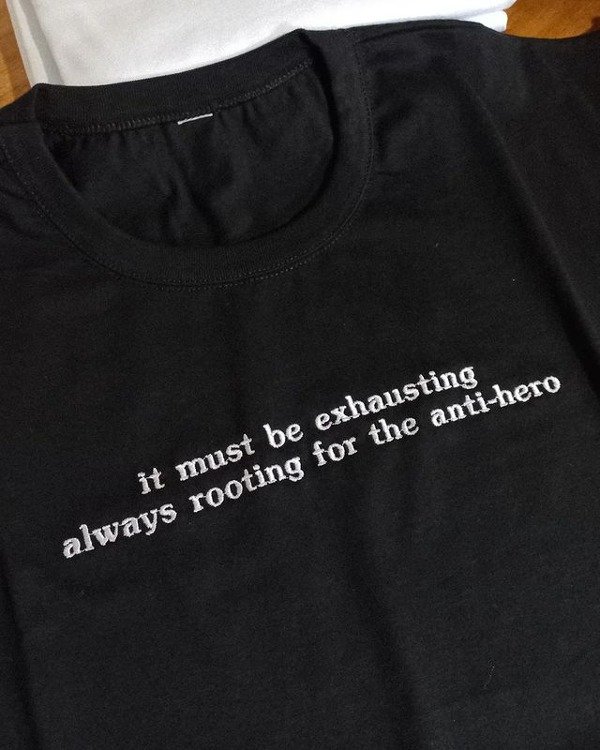 it must be exhausting
always rooting for the anti-hero